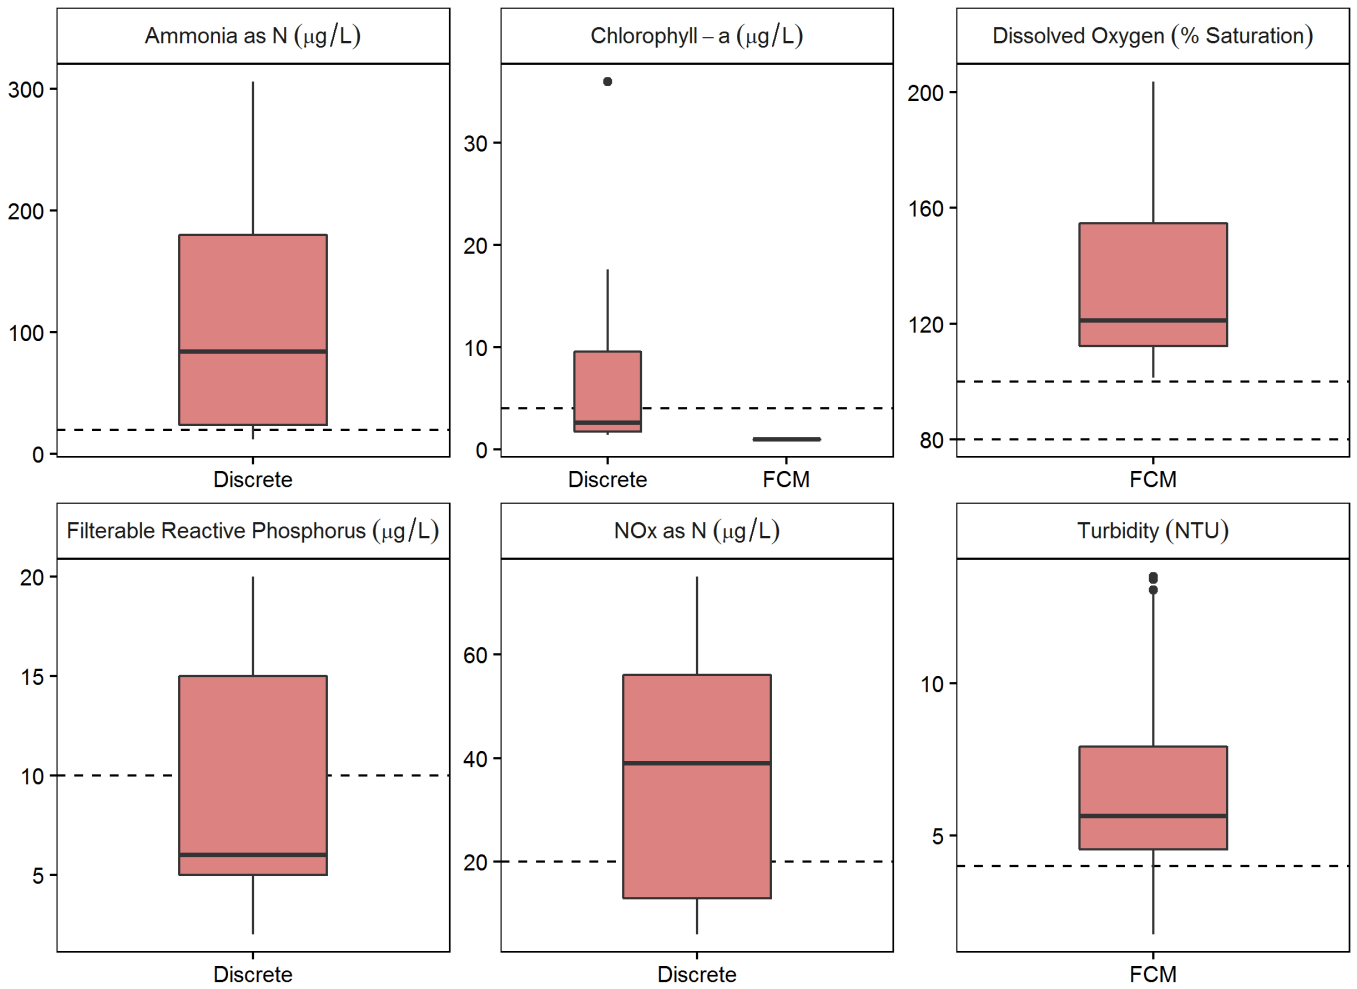 Ammonia as N (μg/L)
300
200
100
0
Discrete
Chlorophyll – a (μg/L)
30
20
10
0
Discrete FCM
Dissolved Oxygen (% Saturation)
200
160
120
80
FCM
Filterable Reactive Phosphorus (μg/L)
20
15
10
5
Discrete
NOx as N (μg/L)
60
40
20
Discrete
Turbidity (NTU)
10
5
FCM